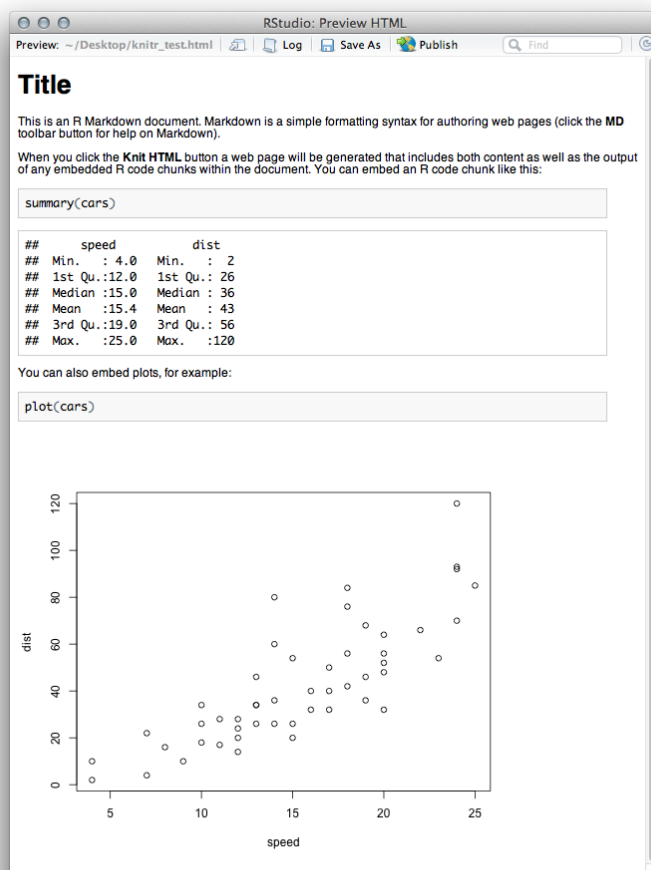 RStudio: Preview HTML
Preview: ~/Desktop/knitr_test.html Log Save As Publish Find
Title
This is an R Markdown document. Markdown is a simple formatting syntax for authoring web pages (click the MD
toolbar button for help on Markdown).
When you click the Knit HTML button a web page will be generated that includes both content as well as the output
of any embedded R code chunks within the document. You can embed an R code chunk like this:
summary(cars)
##      speed           dist
##  Min.   : 4.0   Min.   :  2
##  1st Qu.:12.0   1st Qu.: 26
##  Median :15.0   Median : 36
##  Mean   :15.4   Mean   : 43
##  3rd Qu.:19.0   3rd Qu.: 56
##  Max.   :25.0   Max.   :120
You can also embed plots, for example:
plot(cars)
120
100
80
60
40
20
0
dist
5 10 15 20 25
speed